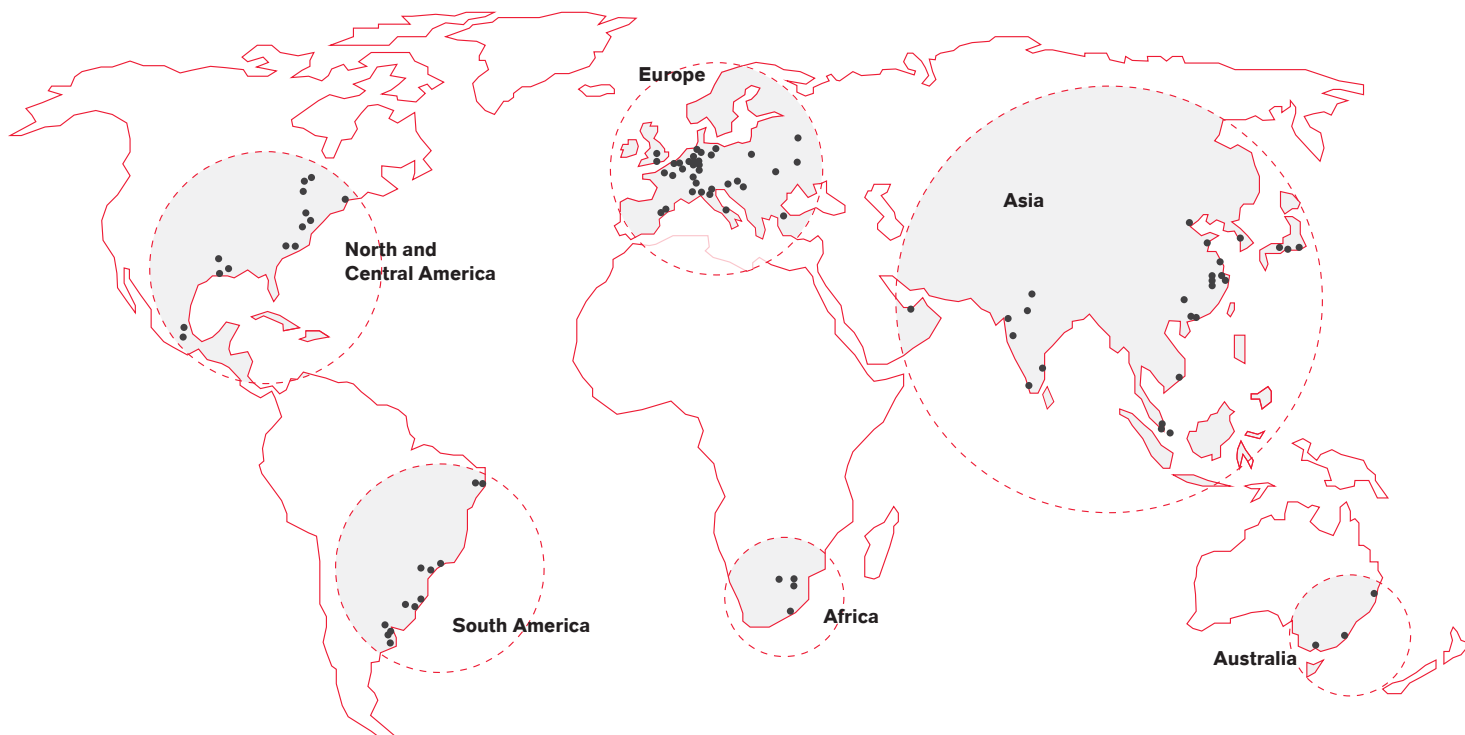 Europe
Asia
North and
Central America
South America
Africa
Australia